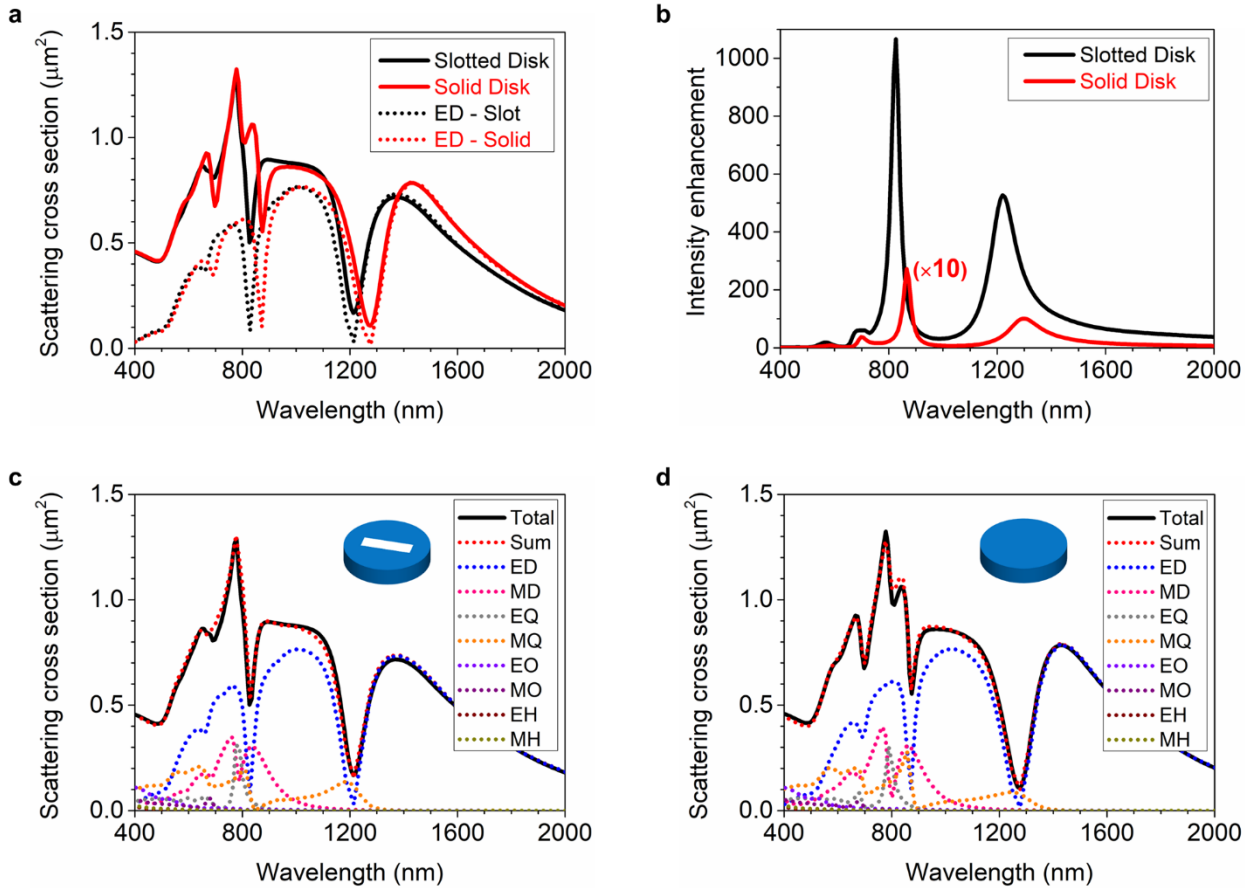 a
Scattering cross section (μm²)
1.5
1.0
0.5
0.0
400 800 1200 1600 2000
Wavelength (nm)
Slotted Disk
Solid Disk
ED - Slot
ED - Solid
b
Intensity enhancement
1000
800
600
400
200
0
400 800 1200 1600 2000
Wavelength (nm)
Slotted Disk
Solid Disk
(×10)
c
Scattering cross section (μm²)
1.5
1.0
0.5
0.0
400 800 1200 1600 2000
Wavelength (nm)
Total
Sum
ED
MD
EQ
MQ
EO
MO
EH
MH
d
Scattering cross section (μm²)
1.5
1.0
0.5
0.0
400 800 1200 1600 2000
Wavelength (nm)
Total
Sum
ED
MD
EQ
MQ
EO
MO
EH
MH